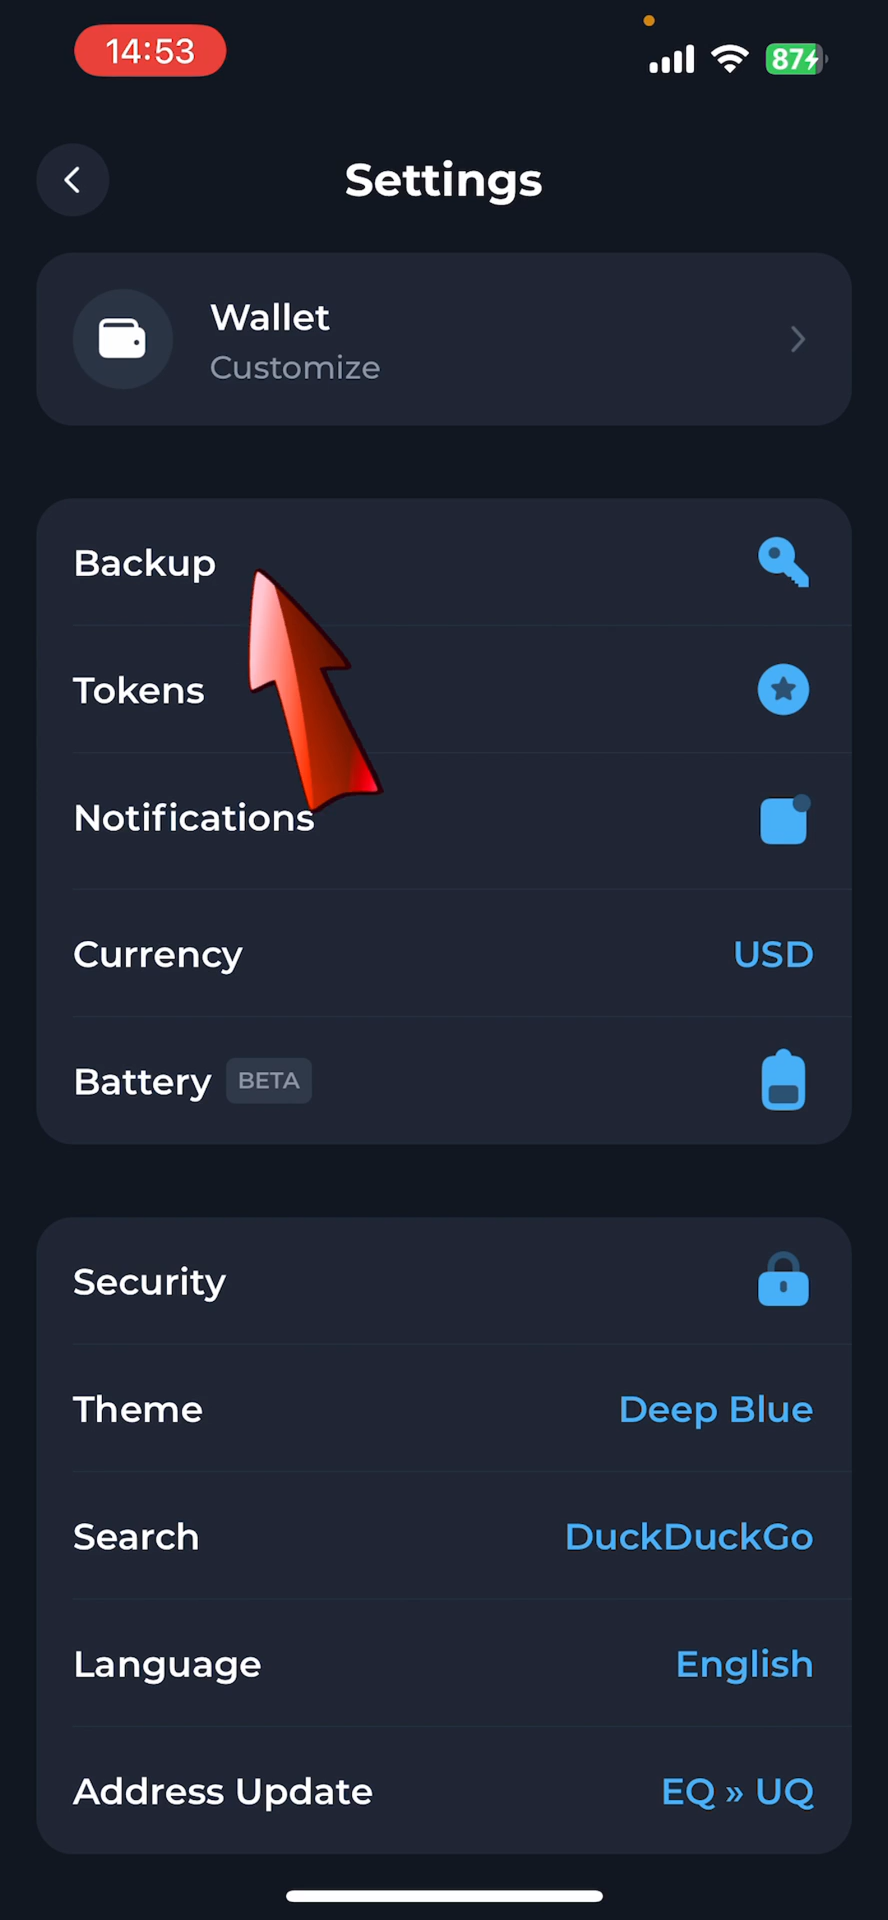 14:53
87
Settings
Wallet
Customize
Backup
Tokens
Notifications
Currency
USD
Battery
BETA
Security
Theme
Deep Blue
Search
DuckDuckGo
Language
English
Address Update
EQ » UQ